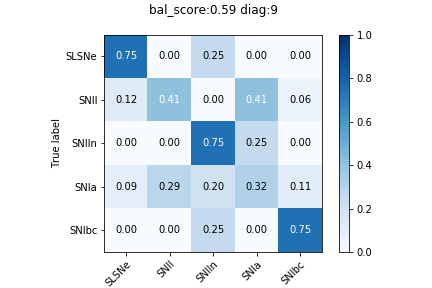 bal_score:0.59 diag:9
True label
SLSNe 0.75 0.00 0.25 0.00 0.00
SNII 0.12 0.41 0.00 0.41 0.06
SNIIn 0.00 0.00 0.75 0.25 0.00
SNIa 0.09 0.29 0.20 0.32 0.11
SNIbc 0.00 0.00 0.25 0.00 0.75
SLSNe SNII SNIIn SNIa SNIbc
1.0
0.8
0.6
0.4
0.2
0.0